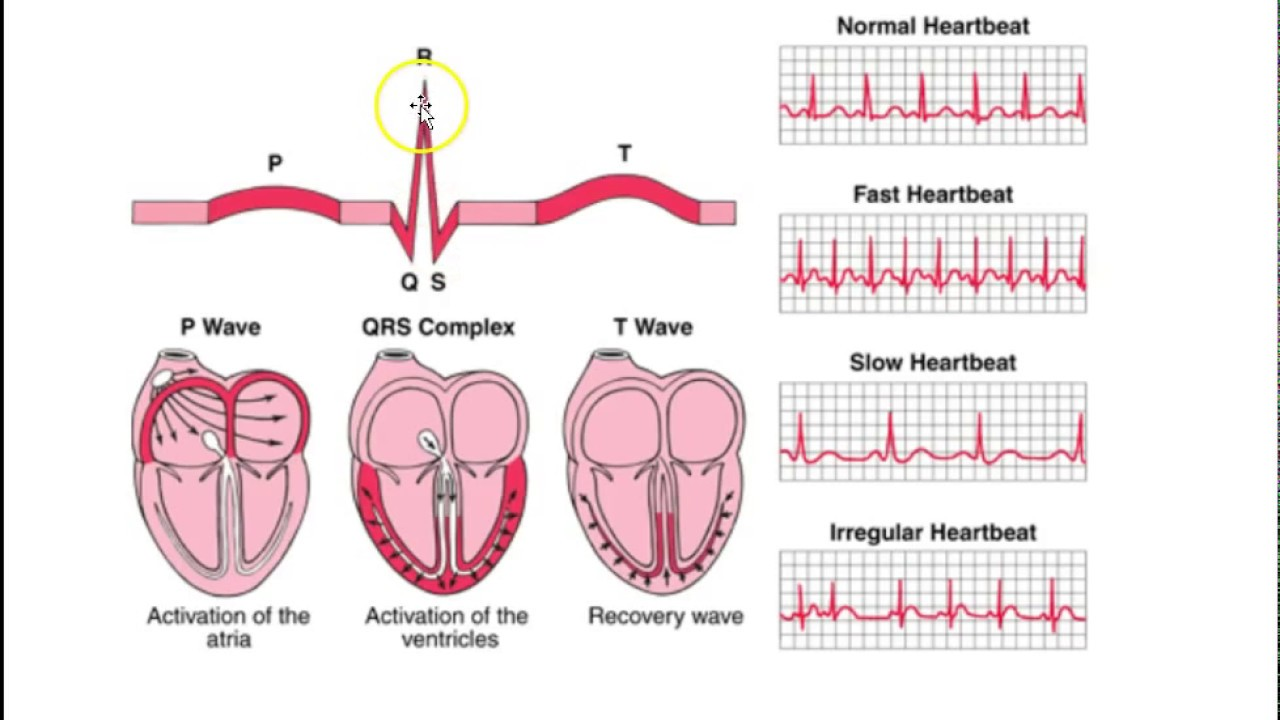 R
P
T
Q S
P Wave
QRS Complex
T Wave
Activation of the
atria
Activation of the
ventricles
Recovery wave
Normal Heartbeat
Fast Heartbeat
Slow Heartbeat
Irregular Heartbeat